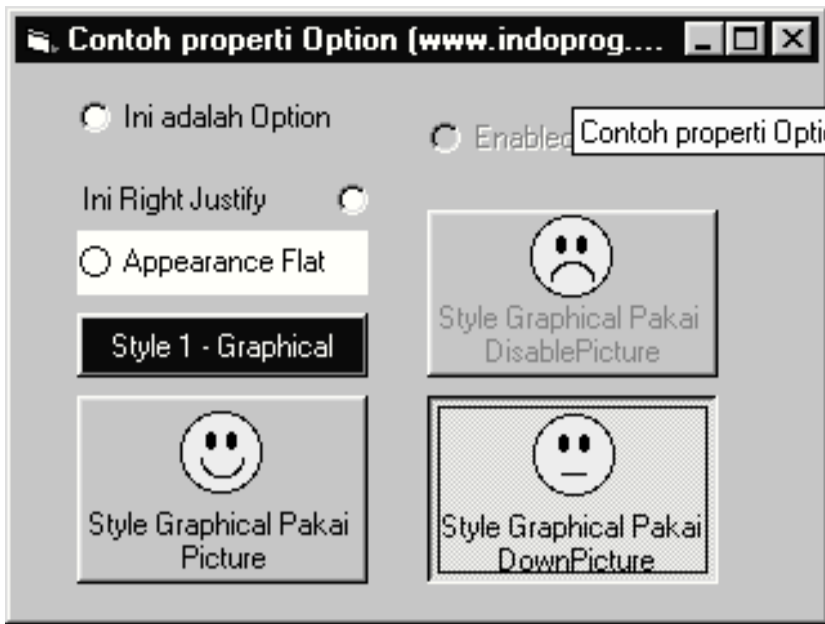 Contoh properti Option (www.indoprog....
Ini adalah Option
Enabled
Contoh properti Opti
Ini Right Justify
Appearance Flat
Style 1 - Graphical
Style Graphical Pakai
DisablePicture
Style Graphical Pakai
Picture
Style Graphical Pakai
DownPicture